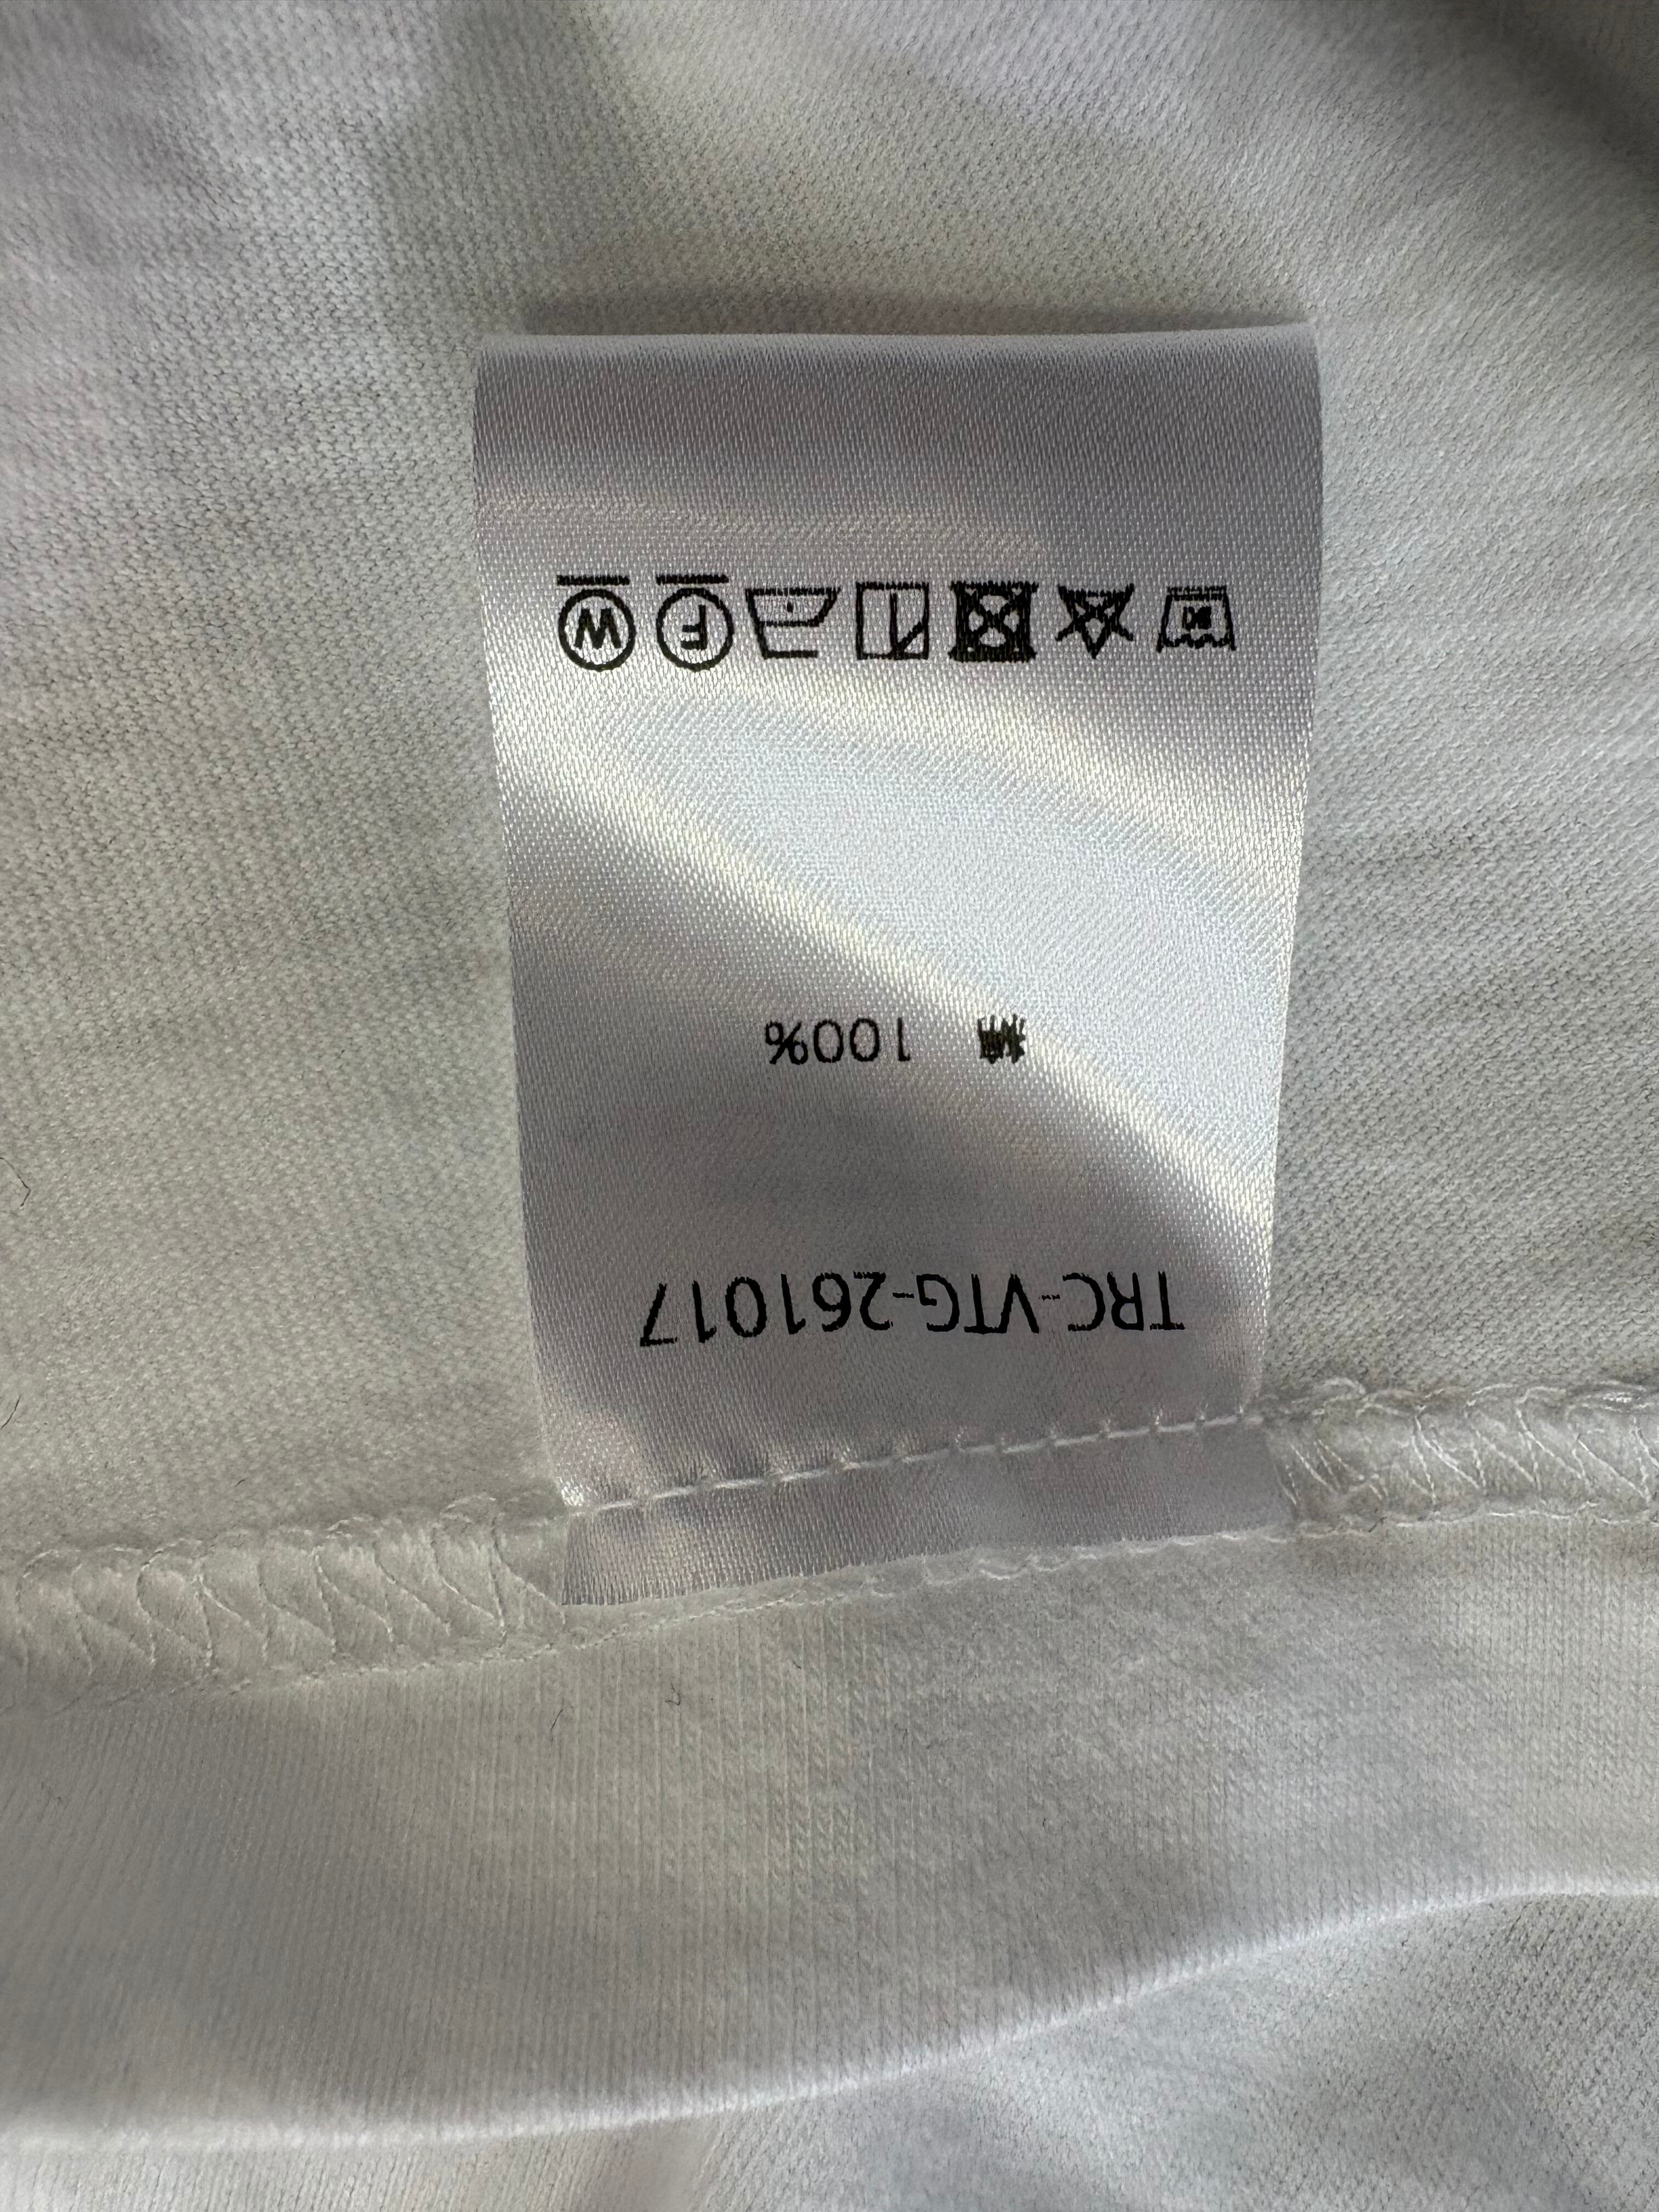 TRC-VTG-261017
綿 100%
F W